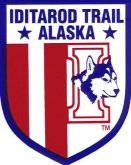 IDITAROD TRAIL
★ ALASKA ★
I
TM